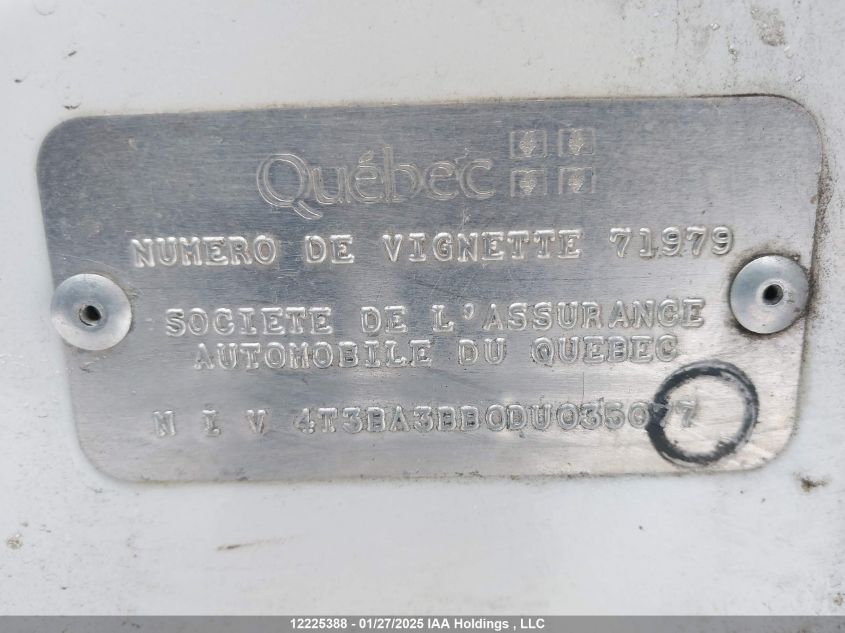 Québec
NUMERO DE VIGNETTE 71979
SOCIETE DE L'ASSURANCE
AUTOMOBILE DU QUEBEC
N I V 4T3BA3BB0DU035077
12225388 - 01/27/2025 IAA Holdings , LLC